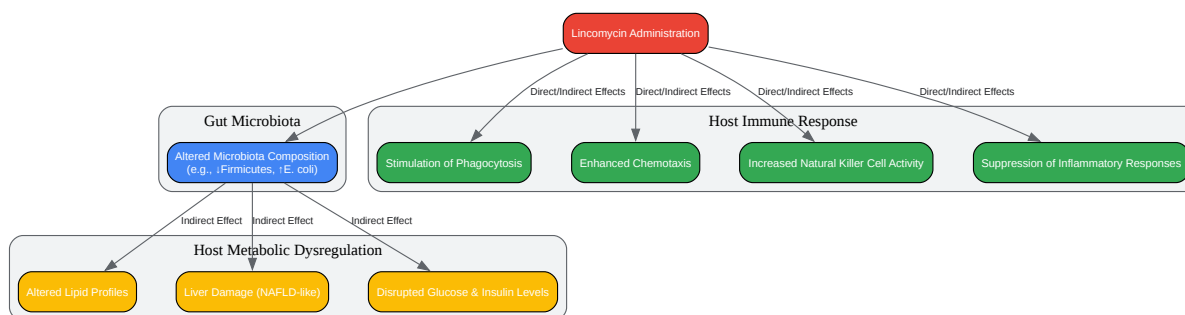 Lincomycin Administration
Direct/Indirect Effects
Direct/Indirect Effects
Direct/Indirect Effects
Direct/Indirect Effects
Gut Microbiota
Host Immune Response
Altered Microbiota Composition
(e.g., ↓Firmicutes, ↑E. coli)
Stimulation of Phagocytosis
Enhanced Chemotaxis
Increased Natural Killer Cell Activity
Suppression of Inflammatory Responses
Indirect Effect
Indirect Effect
Indirect Effect
Host Metabolic Dysregulation
Altered Lipid Profiles
Liver Damage (NAFLD-like)
Disrupted Glucose & Insulin Levels